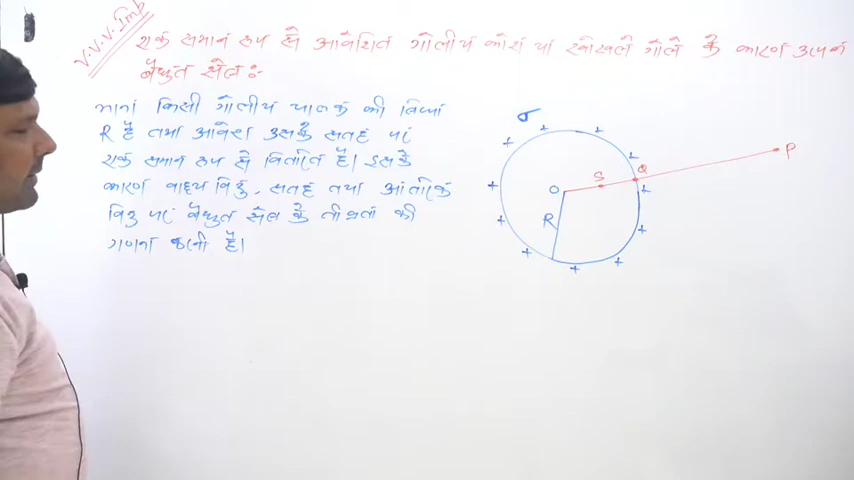 V.V.V. Imb
एक समान रूप से आवेशित गोलीय कोश या खोखले गोले के कारण उत्पन्न
वैद्युत क्षेत्र :-
माना किसी गोलीय चालक की त्रिज्या
R है तथा आवेश उसके सतह पर
एक समान रूप से वितरित है। इसके
कारण वाह्य बिन्दु, सतह तथा आंतरिक
बिन्दु पर वैद्युत क्षेत्र के तीव्रता की
गणना करनी है।
σ
+ + + + + + + + + + + +
O S Q P
R